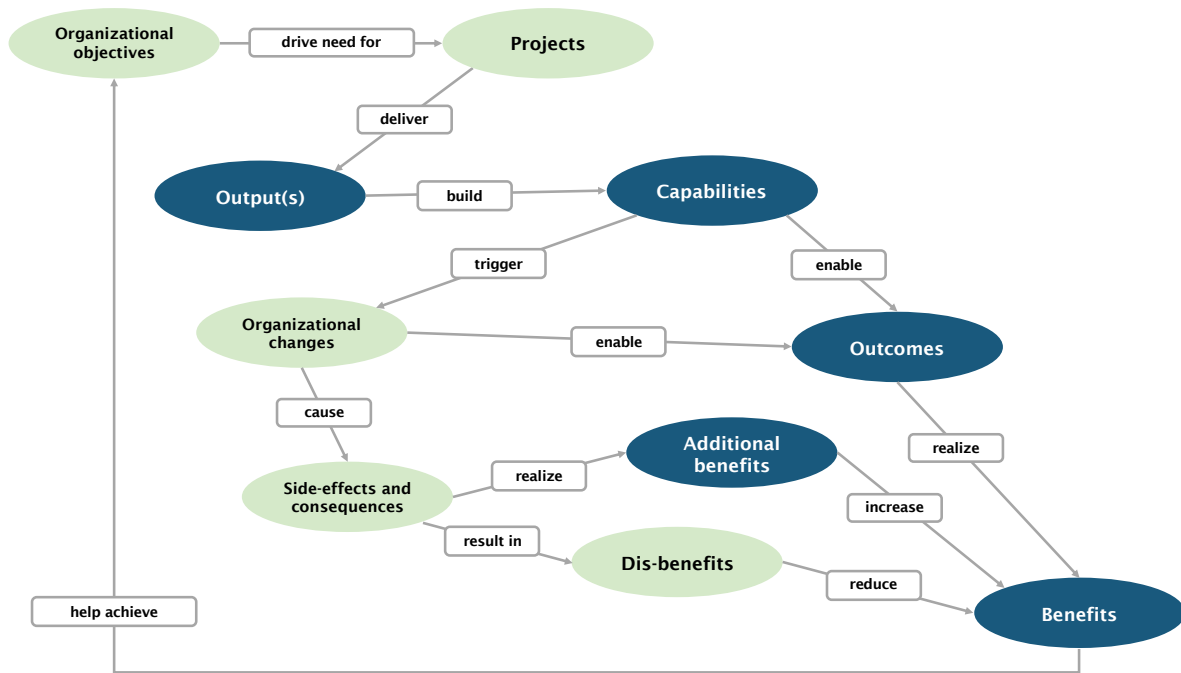 Organizational
objectives
drive need for
Projects
deliver
Output(s)
build
Capabilities
trigger
enable
Organizational
changes
enable
Outcomes
cause
Additional
benefits
realize
realize
Side-effects and
consequences
increase
result in
Dis-benefits
reduce
help achieve
Benefits